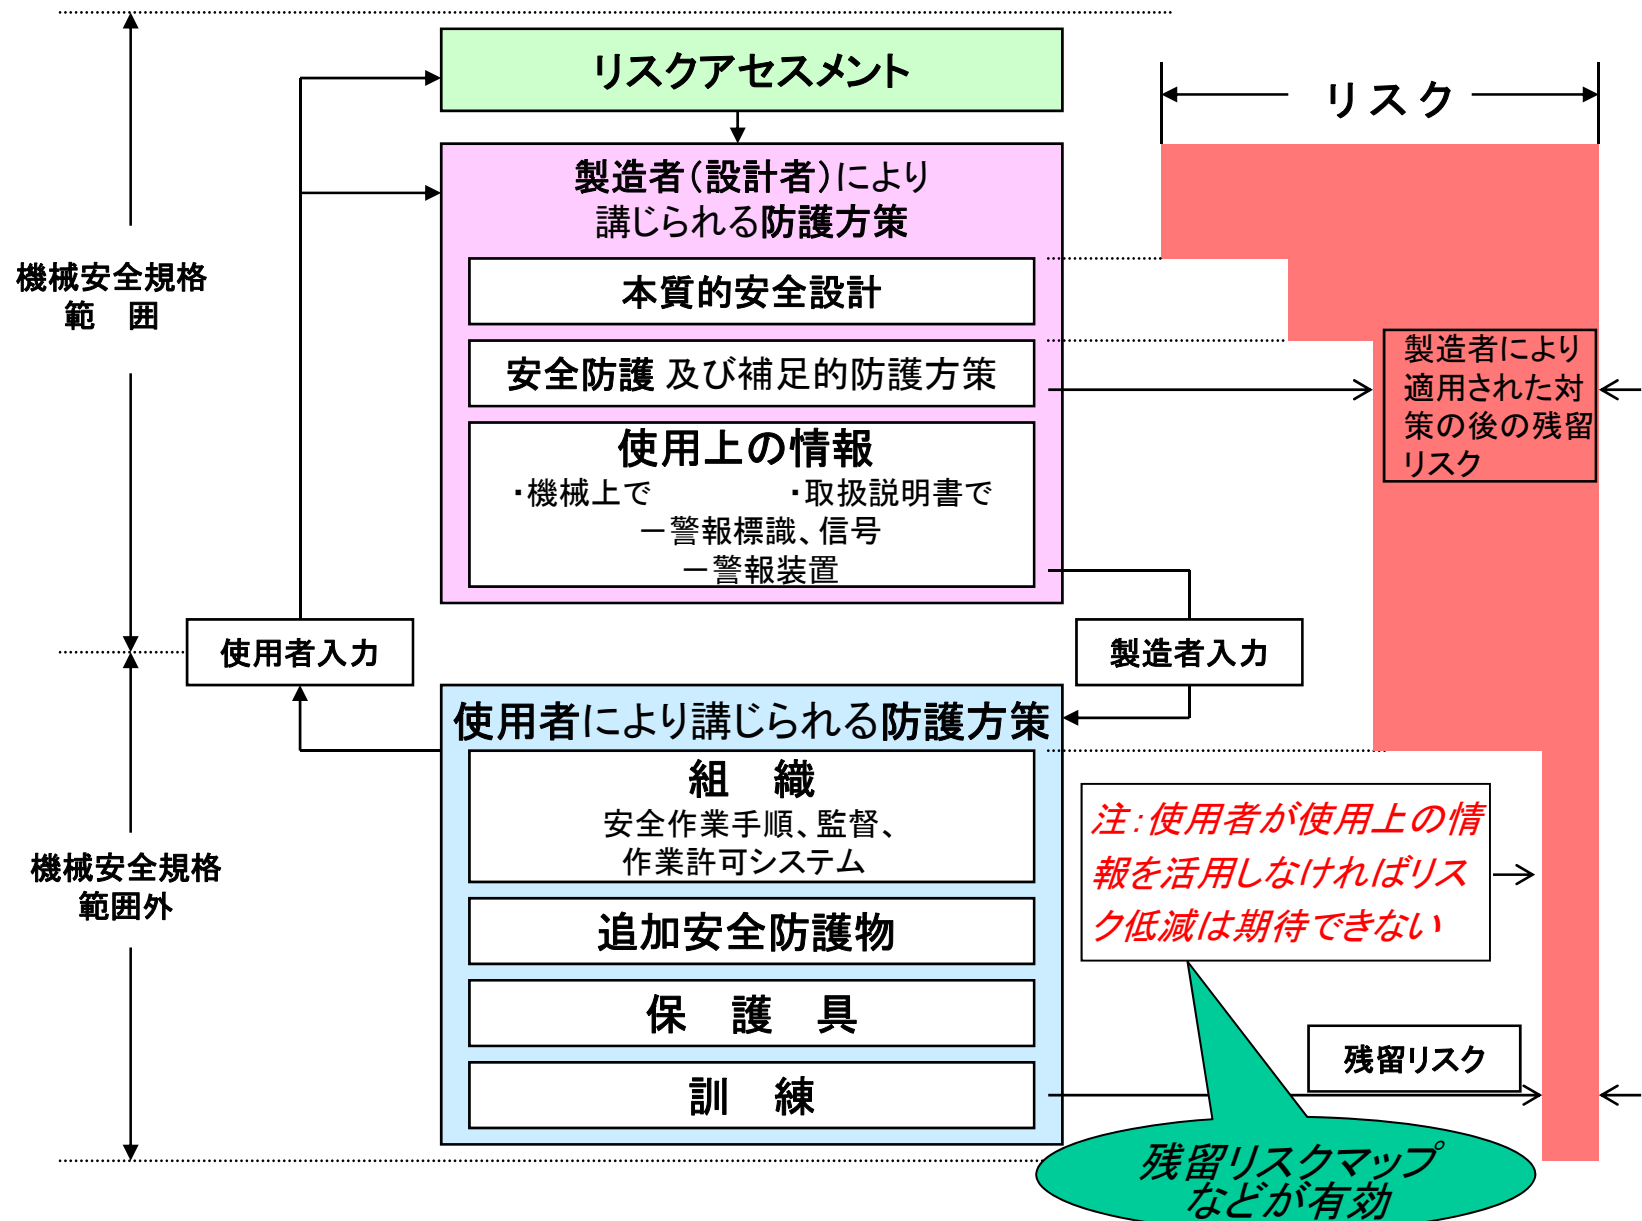 リスクアセスメント
リスク
製造者（設計者）により
講じられる防護方策
機械安全規格
範　囲
本質的安全設計
安全防護 及び補足的防護方策
製造者により
適用された対
策の後の残留
リスク
使用上の情報
・機械上で　　　　・取扱説明書で
－警報標識、信号
－警報装置
使用者入力
製造者入力
使用者により講じられる防護方策
組　織
安全作業手順、監督、
作業許可システム
機械安全規格
範囲外
注：使用者が使用上の情
報を活用しなければリス
ク低減は期待できない
追加安全防護物
保　護　具
残留リスク
訓　練
残留リスクマップ
などが有効